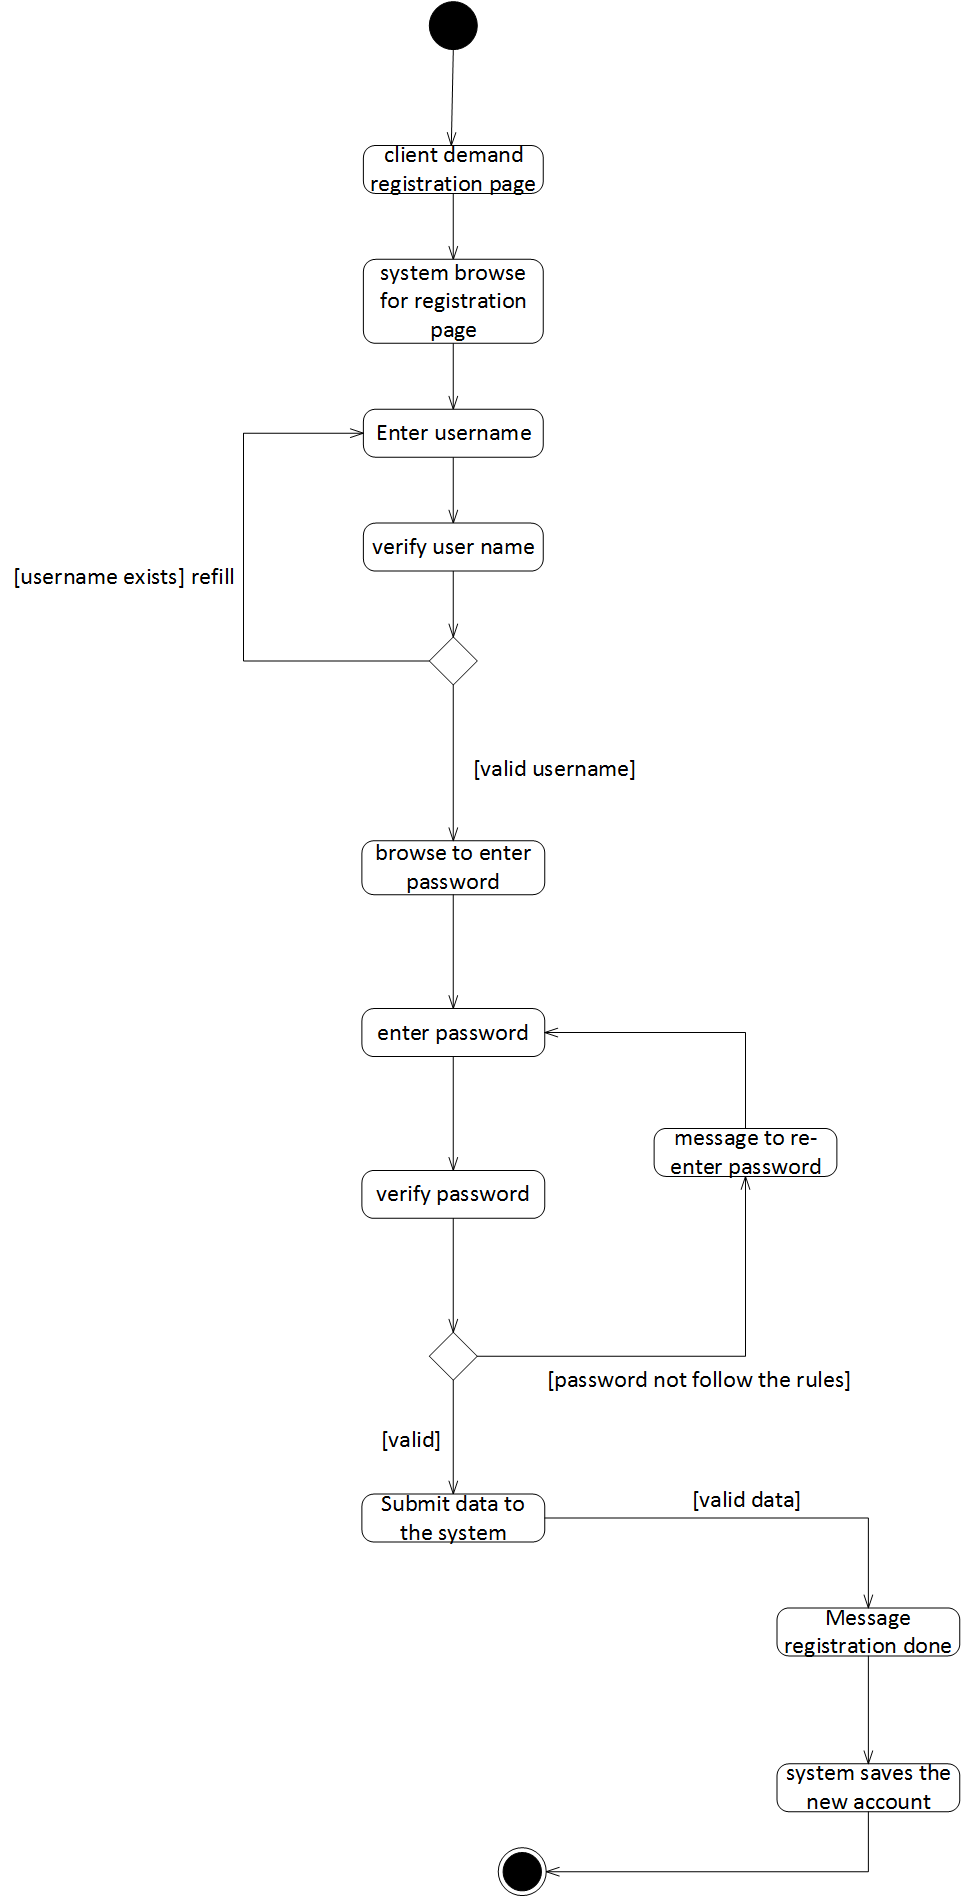 client demand
registration page
system browse
for registration
page
Enter username
verify user name
[username exists] refill
[valid username]
browse to enter
password
enter password
message to re-
enter password
verify password
[password not follow the rules]
[valid]
Submit data to
the system
[valid data]
Message
registration done
system saves the
new account